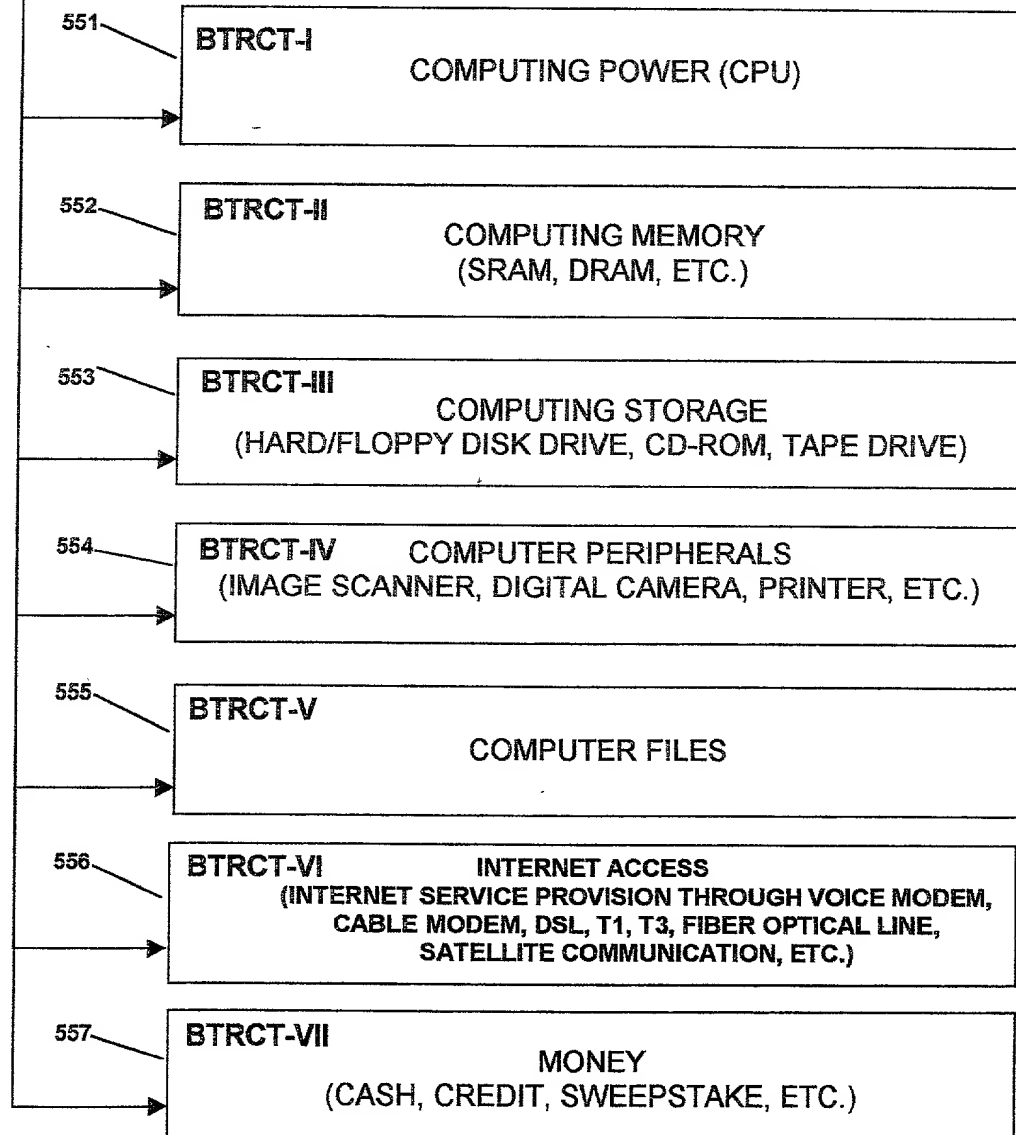 551
BTRCT-I
COMPUTING POWER (CPU)
552
BTRCT-II
COMPUTING MEMORY
(SRAM, DRAM, ETC.)
553
BTRCT-III
COMPUTING STORAGE
(HARD/FLOPPY DISK DRIVE, CD-ROM, TAPE DRIVE)
554
BTRCT-IV COMPUTER PERIPHERALS
(IMAGE SCANNER, DIGITAL CAMERA, PRINTER, ETC.)
555
BTRCT-V
COMPUTER FILES
556
BTRCT-VI INTERNET ACCESS
(INTERNET SERVICE PROVISION THROUGH VOICE MODEM,
CABLE MODEM, DSL, T1, T3, FIBER OPTICAL LINE,
SATELLITE COMMUNICATION, ETC.)
557
BTRCT-VII
MONEY
(CASH, CREDIT, SWEEPSTAKE, ETC.)